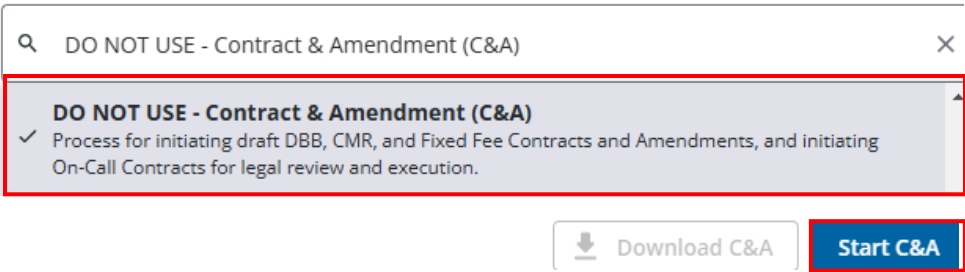 DO NOT USE - Contract & Amendment (C&A)
DO NOT USE - Contract & Amendment (C&A)
Process for initiating draft DBB, CMR, and Fixed Fee Contracts and Amendments, and initiating
On-Call Contracts for legal review and execution.
Download C&A
Start C&A